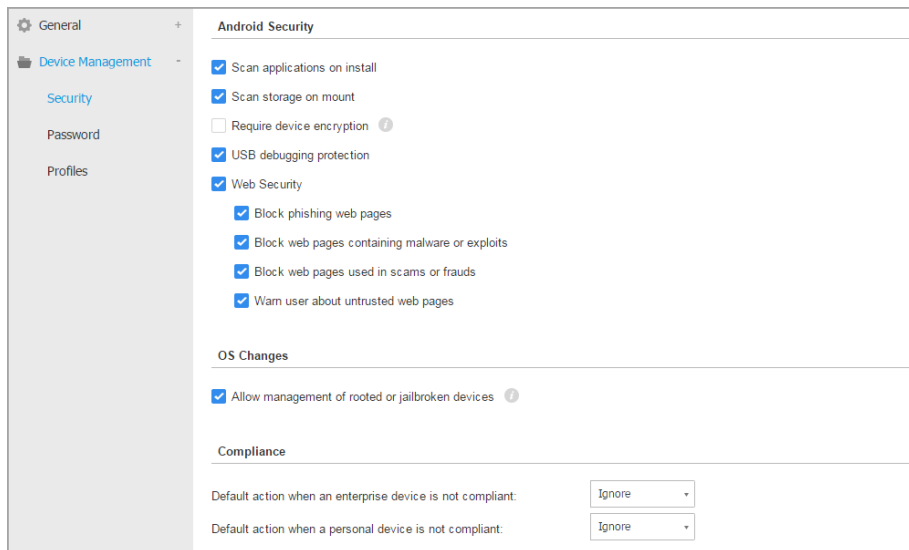 General +
Device Management -
Security
Password
Profiles
Android Security
Scan applications on install
Scan storage on mount
Require device encryption i
USB debugging protection
Web Security
Block phishing web pages
Block web pages containing malware or exploits
Block web pages used in scams or frauds
Warn user about untrusted web pages
OS Changes
Allow management of rooted or jailbroken devices i
Compliance
Default action when an enterprise device is not compliant: Ignore
Default action when a personal device is not compliant: Ignore